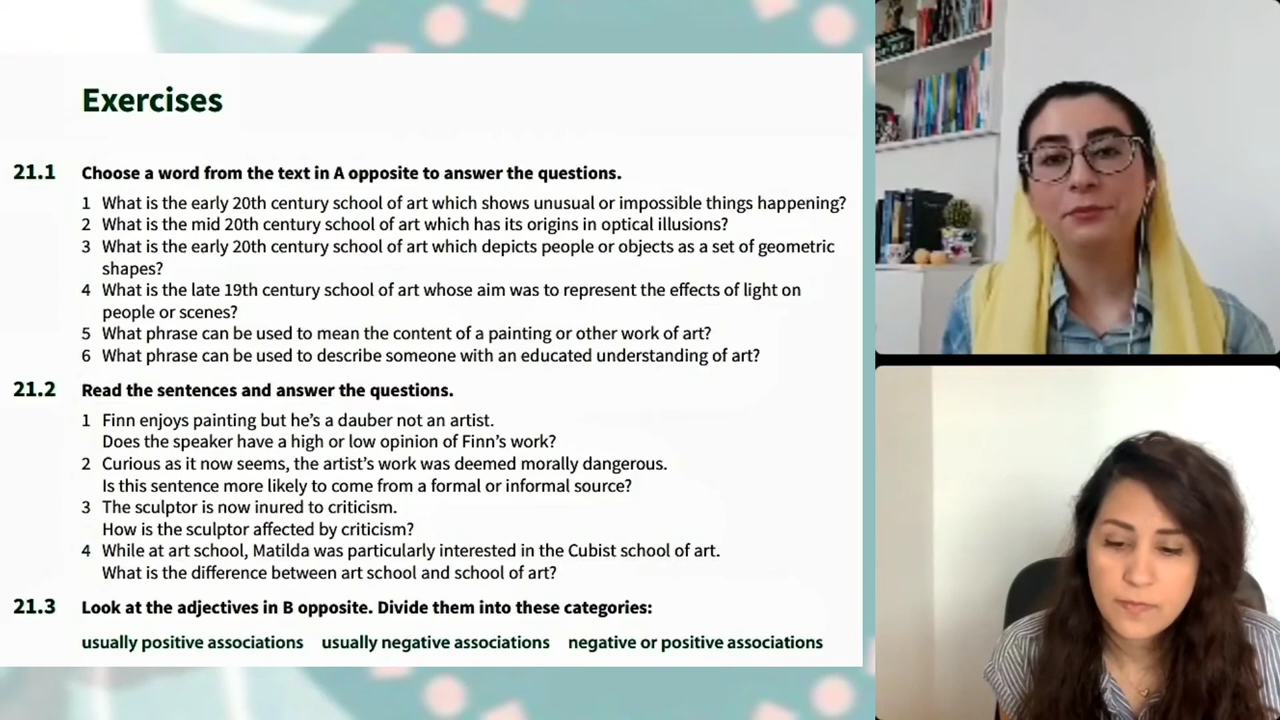 Exercises
21.1 Choose a word from the text in A opposite to answer the questions.
1 What is the early 20th century school of art which shows unusual or impossible things happening?
2 What is the mid 20th century school of art which has its origins in optical illusions?
3 What is the early 20th century school of art which depicts people or objects as a set of geometric
shapes?
4 What is the late 19th century school of art whose aim was to represent the effects of light on
people or scenes?
5 What phrase can be used to mean the content of a painting or other work of art?
6 What phrase can be used to describe someone with an educated understanding of art?
21.2 Read the sentences and answer the questions.
1 Finn enjoys painting but he's a dauber not an artist.
Does the speaker have a high or low opinion of Finn's work?
2 Curious as it now seems, the artist's work was deemed morally dangerous.
Is this sentence more likely to come from a formal or informal source?
3 The sculptor is now inured to criticism.
How is the sculptor affected by criticism?
4 While at art school, Matilda was particularly interested in the Cubist school of art.
What is the difference between art school and school of art?
21.3 Look at the adjectives in B opposite. Divide them into these categories:
usually positive associations usually negative associations negative or positive associations